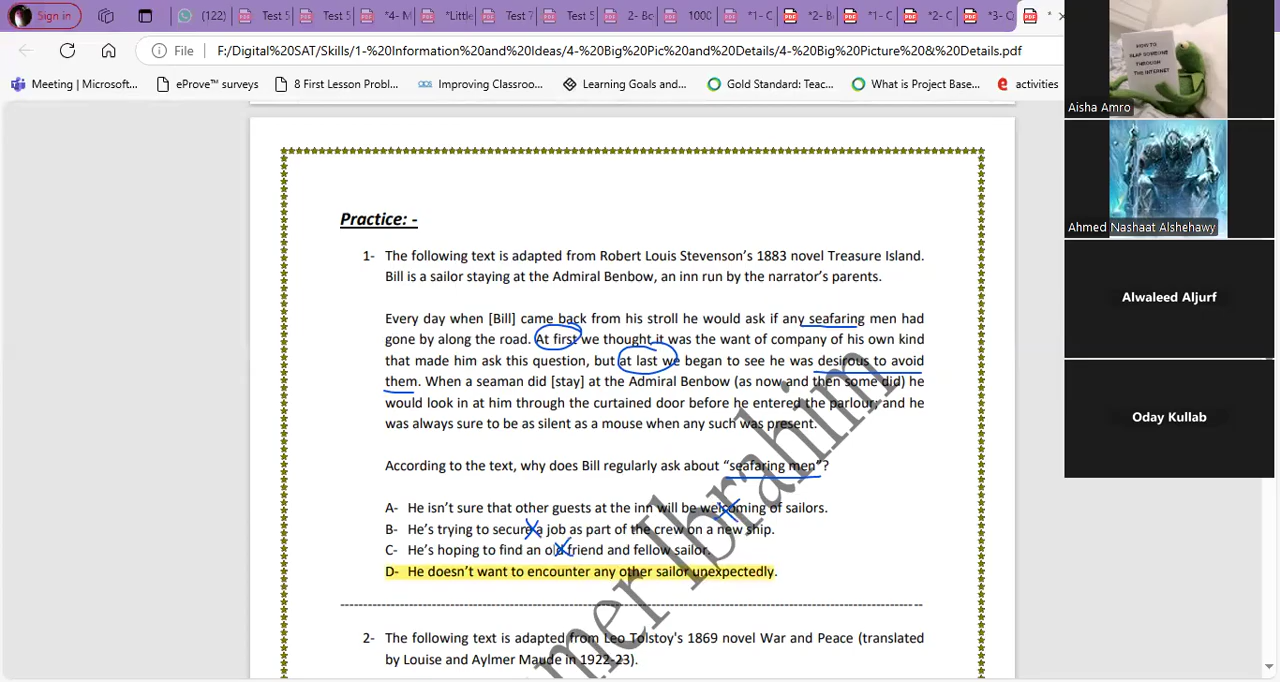 Sign in
(122)
Test 5
Test 5
*4- M
*Little
Test 7
Test 5
2- Bc
1000
*1- C
*2- B
*1- C
*2- C
*3- Q
File
F:/Digital%20SAT/Skills/1-%20Information%20and%20Ideas/4-%20Big%20Pic%20and%20Details/4-%20Big%20Picture%20&%20Details.pdf
Meeting | Microsoft...
eProve™ surveys
8 First Lesson Probl...
Improving Classroo...
Learning Goals and...
Gold Standard: Teac...
What is Project Base...
activities
HOW TO
SLAP SOMEONE
THROUGH
THE INTERNET
Aisha Amro
Ahmed Nashaat Alshehawy
Alwaleed Aljurf
Oday Kullab
Practice: -
1- The following text is adapted from Robert Louis Stevenson's 1883 novel Treasure Island.
Bill is a sailor staying at the Admiral Benbow, an inn run by the narrator's parents.
Every day when [Bill] came back from his stroll he would ask if any seafaring men had
gone by along the road. At first we thought it was the want of company of his own kind
that made him ask this question, but at last we began to see he was desirous to avoid
them. When a seaman did [stay] at the Admiral Benbow (as now and then some did) he
would look in at him through the curtained door before he entered the parlour; and he
was always sure to be as silent as a mouse when any such was present.
According to the text, why does Bill regularly ask about "seafaring men"?
A- He isn't sure that other guests at the inn will be welcoming of sailors.
B- He's trying to secure a job as part of the crew on a new ship.
C- He's hoping to find an old friend and fellow sailor.
D- He doesn't want to encounter any other sailor unexpectedly.
2- The following text is adapted from Leo Tolstoy's 1869 novel War and Peace (translated
by Louise and Aylmer Maude in 1922-23).
mer Ibrahim